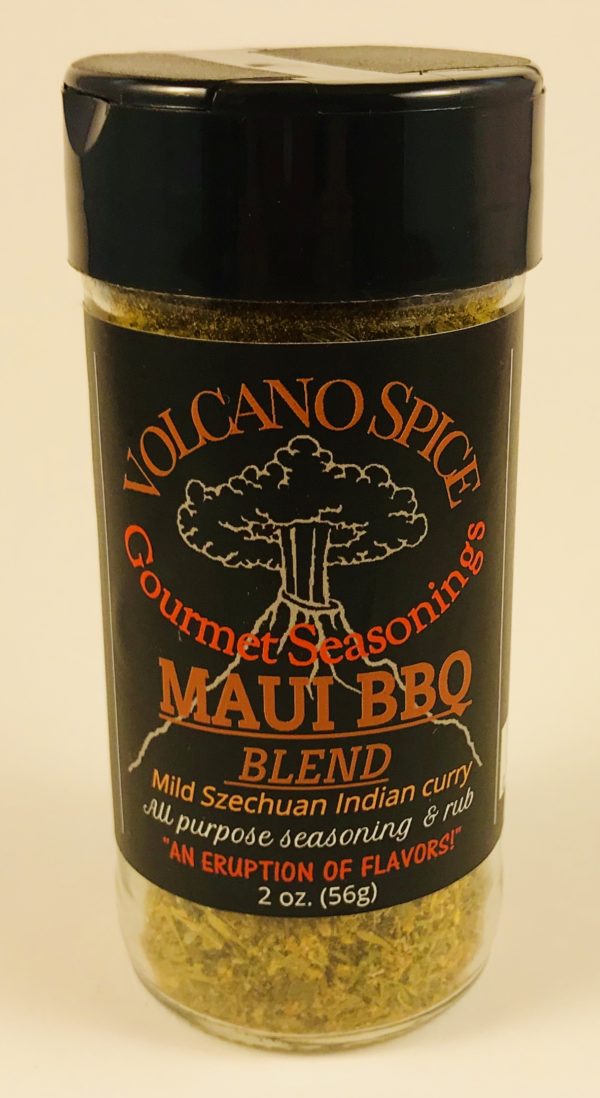 VOLCANO SPICE
Gourmet Seasonings
MAUI BBQ
BLEND
Mild Szechuan Indian curry
All purpose seasoning & rub
"AN ERUPTION OF FLAVORS!"
2 oz. (56g)